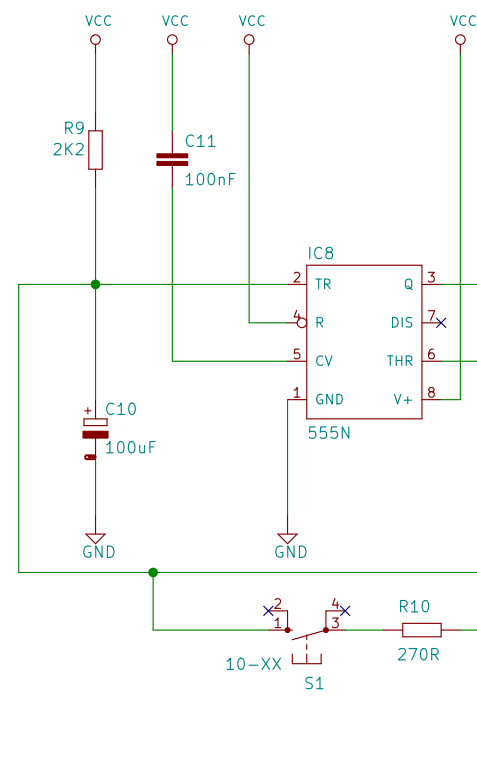 VCC VCC VCC VCC
R9
2K2
C11
100nF
IC8
2 TR Q 3
4 R DIS 7
5 CV THR 6
1 GND V+ 8
555N
+ C10
100uF
GND GND
2 4
1 3
R10
270R
10-XX
S1